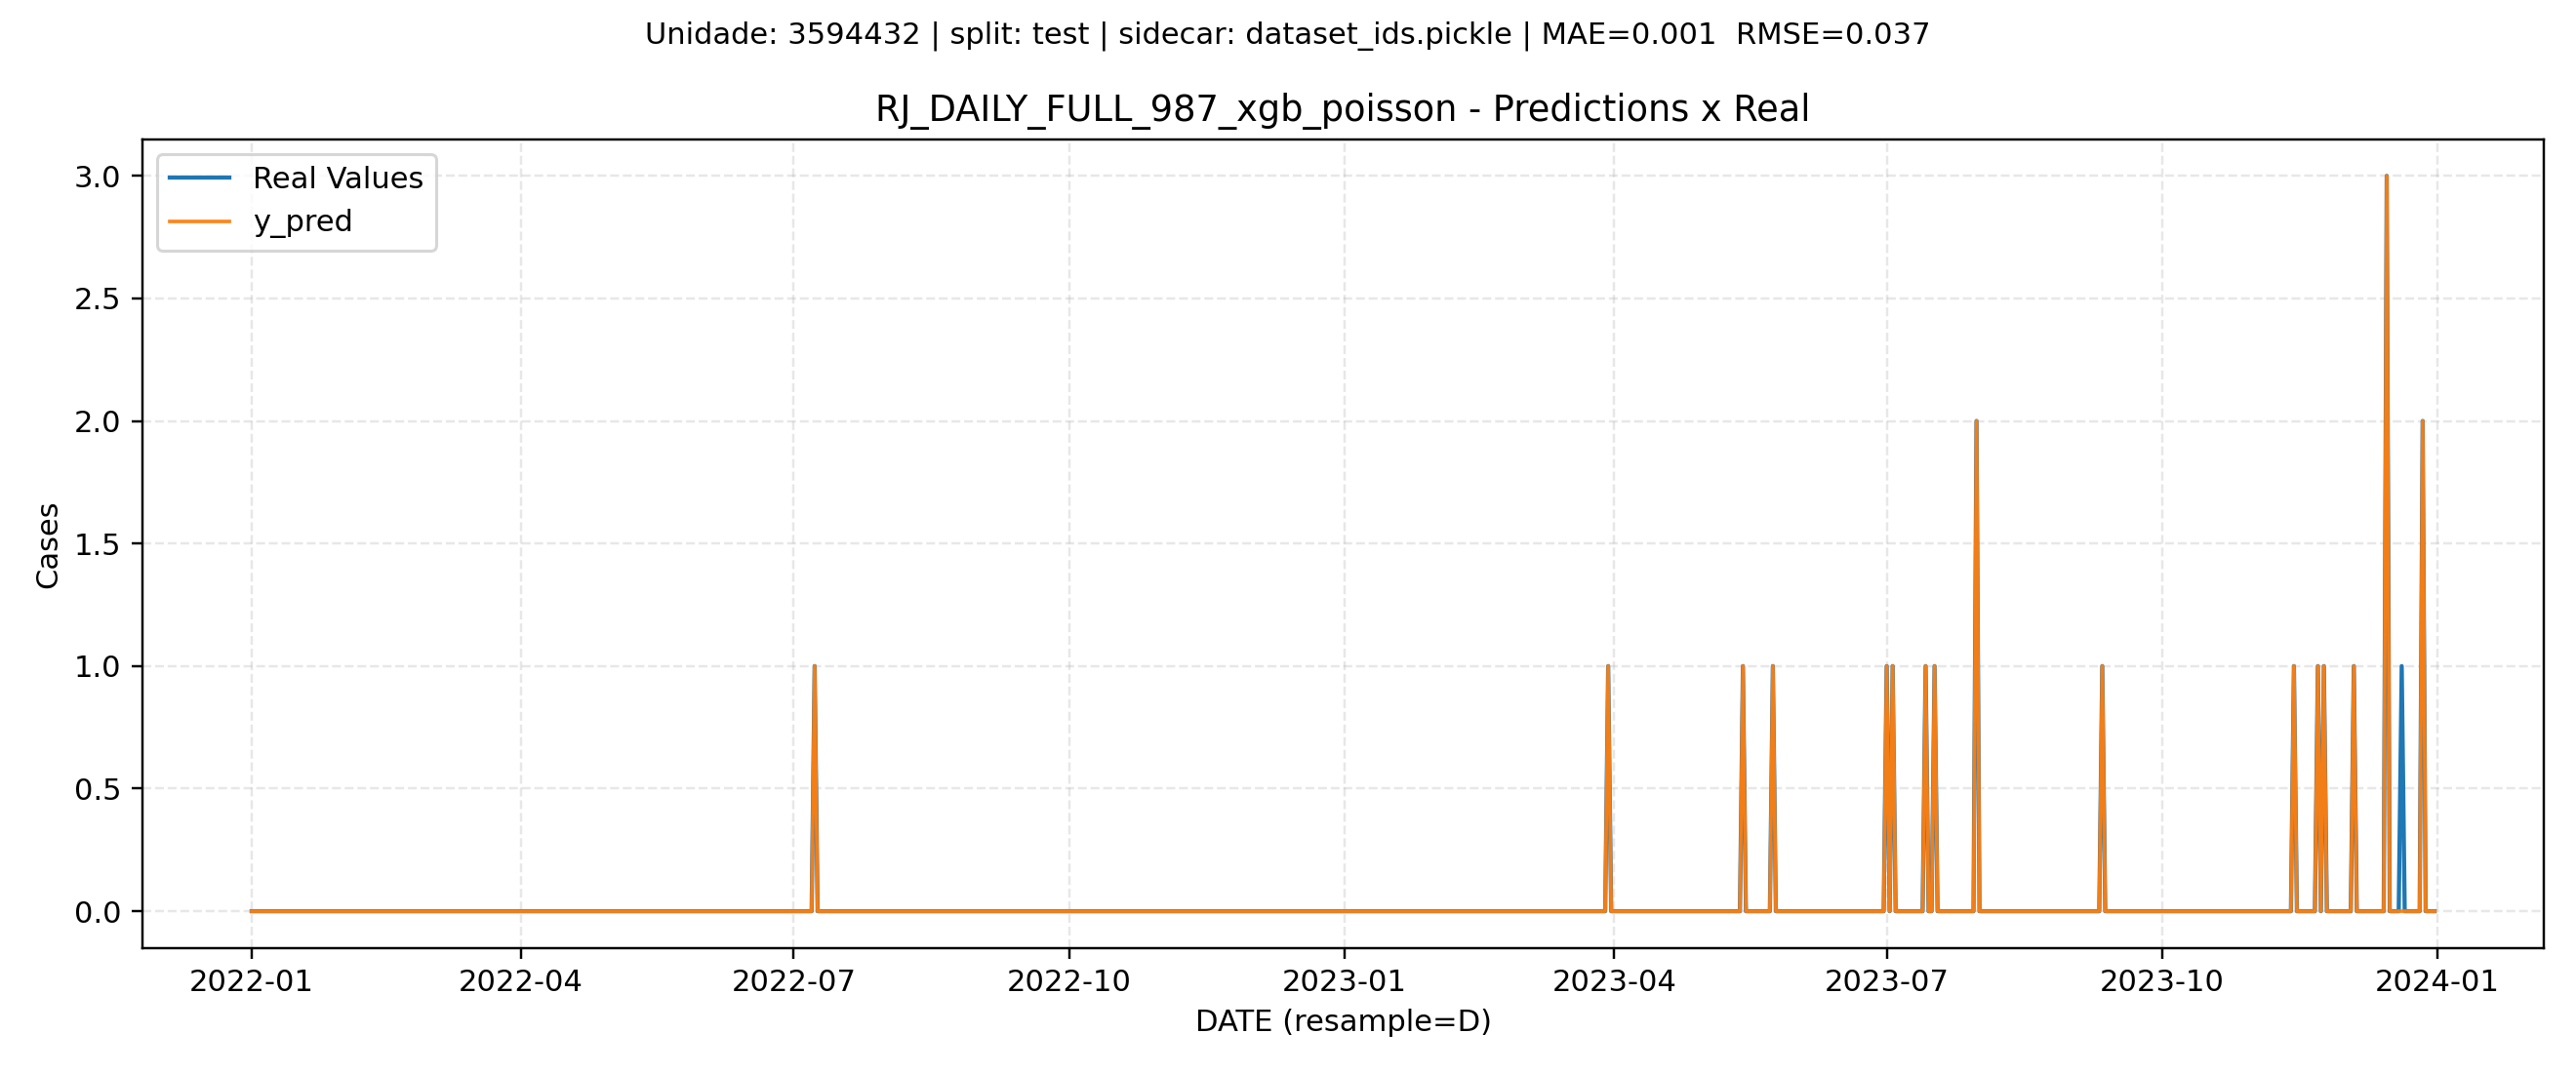 Unidade: 3594432 | split: test | sidecar: dataset_ids.pickle | MAE=0.001  RMSE=0.037
RJ_DAILY_FULL_987_xgb_poisson - Predictions x Real
Real Values
y_pred
3.0
2.5
2.0
1.5
1.0
0.5
0.0
Cases
2022-01 2022-04 2022-07 2022-10 2023-01 2023-04 2023-07 2023-10 2024-01
DATE (resample=D)